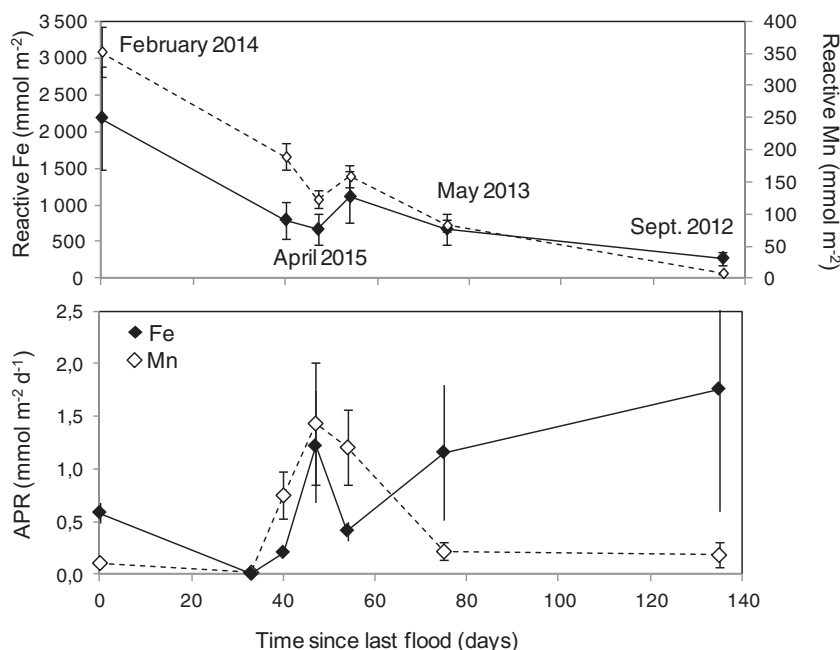 Reactive Fe (mmol m-2)
3 500
3 000
2 500
2 000
1 500
1 000
500
0
400
350
300
250
200
150
100
50
0
Reactive Mn (mmol m-2)
February 2014
April 2015
May 2013
Sept. 2012
APR (mmol m-2 d-1)
2,5
2,0
1,5
1,0
0,5
0,0
Fe
Mn
0 20 40 60 80 100 120 140
Time since last flood (days)